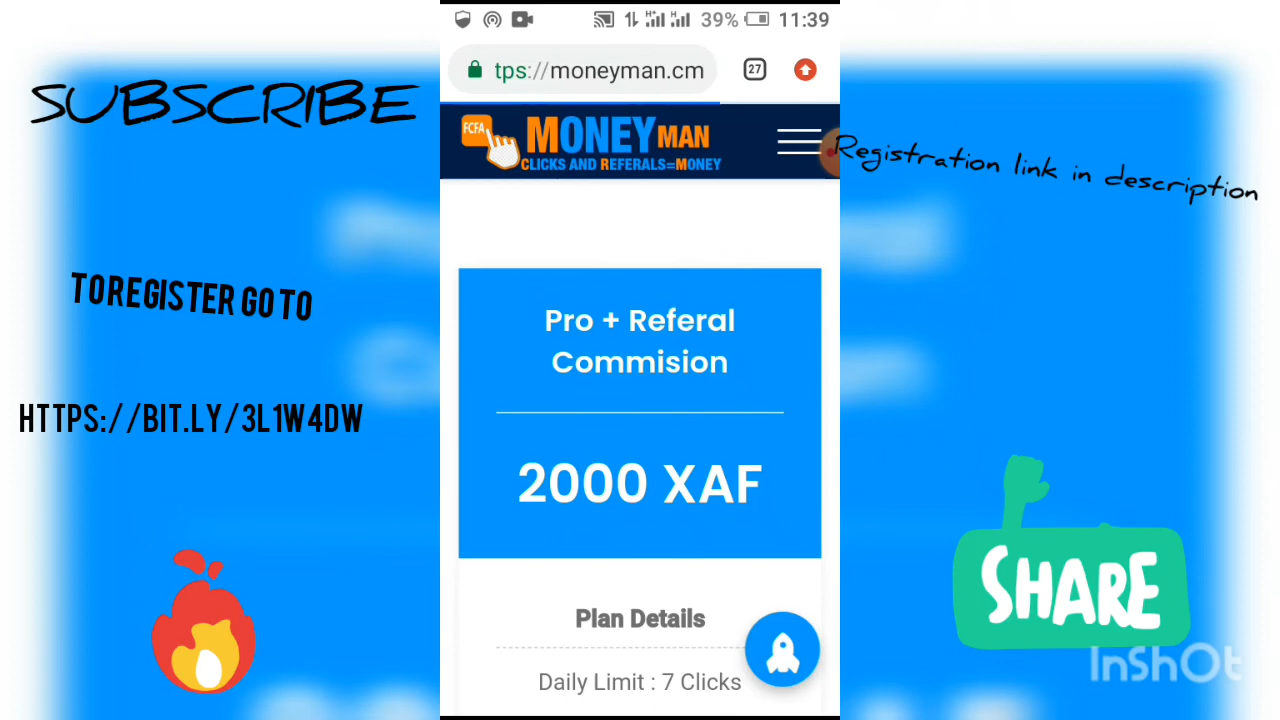 39% 11:39
tps://moneyman.cm
27
SUBSCRIBE
FCFA
MONEY MAN
CLICKS AND REFERALS=MONEY
Registration link in description
TO REGISTER GO TO
HTTPS://BIT.LY/3L1W4DW
Pro + Referal
Commision
2000 XAF
Plan Details
Daily Limit : 7 Clicks
SHARE
InShOt